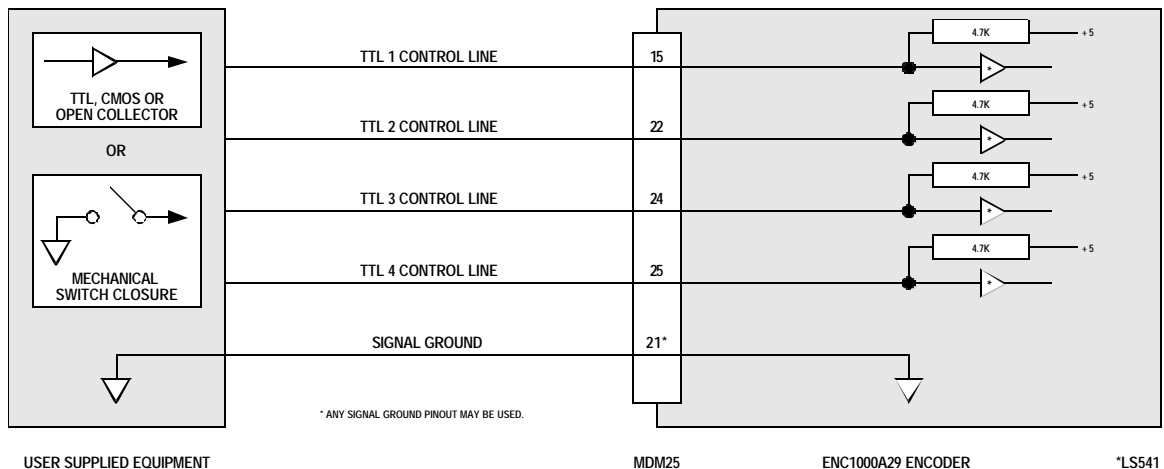 TTL, CMOS OR
OPEN COLLECTOR
OR
MECHANICAL
SWITCH CLOSURE
TTL 1 CONTROL LINE
15
4.7K
+5
*
TTL 2 CONTROL LINE
22
4.7K
+5
*
TTL 3 CONTROL LINE
24
4.7K
+5
*
TTL 4 CONTROL LINE
25
4.7K
+5
*
SIGNAL GROUND
21*
* ANY SIGNAL GROUND PINOUT MAY BE USED.
USER SUPPLIED EQUIPMENT
MDM25
ENC1000A29 ENCODER
*LS541